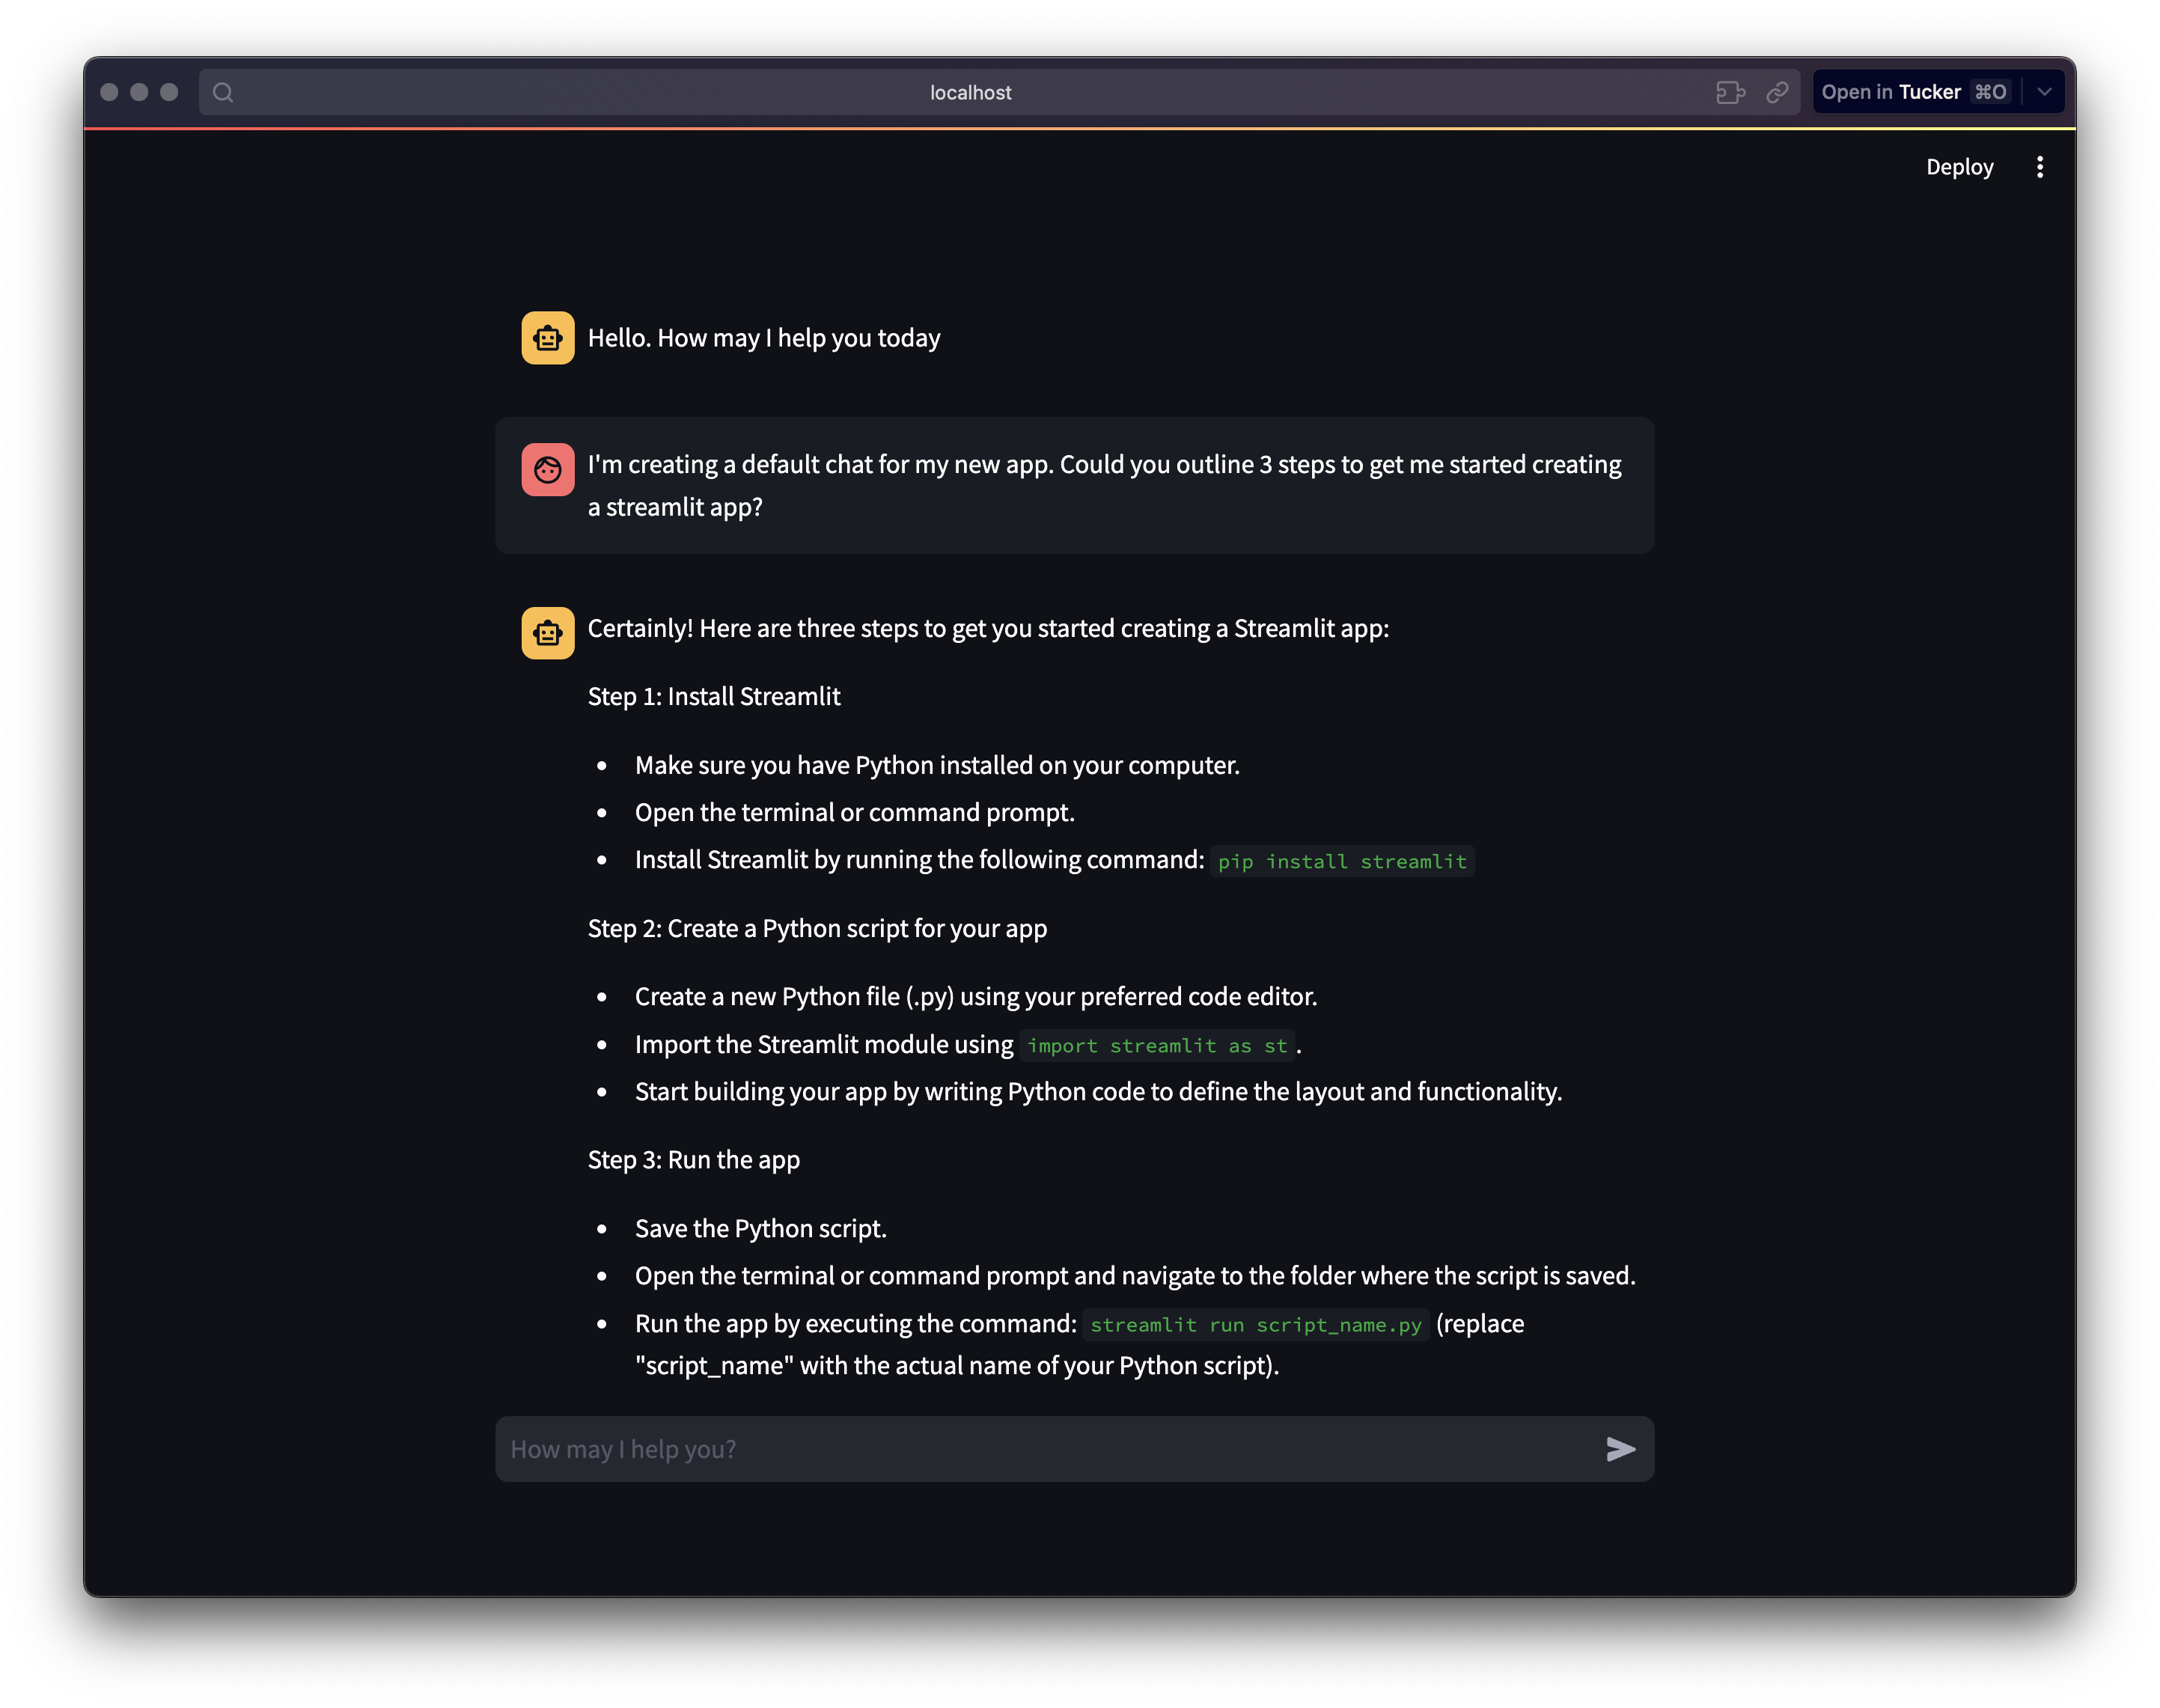 localhost
Open in Tucker ⌘O
Deploy
Hello. How may I help you today
I'm creating a default chat for my new app. Could you outline 3 steps to get me started creating
a streamlit app?
Certainly! Here are three steps to get you started creating a Streamlit app:
Step 1: Install Streamlit
• Make sure you have Python installed on your computer.
• Open the terminal or command prompt.
• Install Streamlit by running the following command: pip install streamlit
Step 2: Create a Python script for your app
• Create a new Python file (.py) using your preferred code editor.
• Import the Streamlit module using import streamlit as st.
• Start building your app by writing Python code to define the layout and functionality.
Step 3: Run the app
• Save the Python script.
• Open the terminal or command prompt and navigate to the folder where the script is saved.
• Run the app by executing the command: streamlit run script_name.py (replace
"script_name" with the actual name of your Python script).
How may I help you?